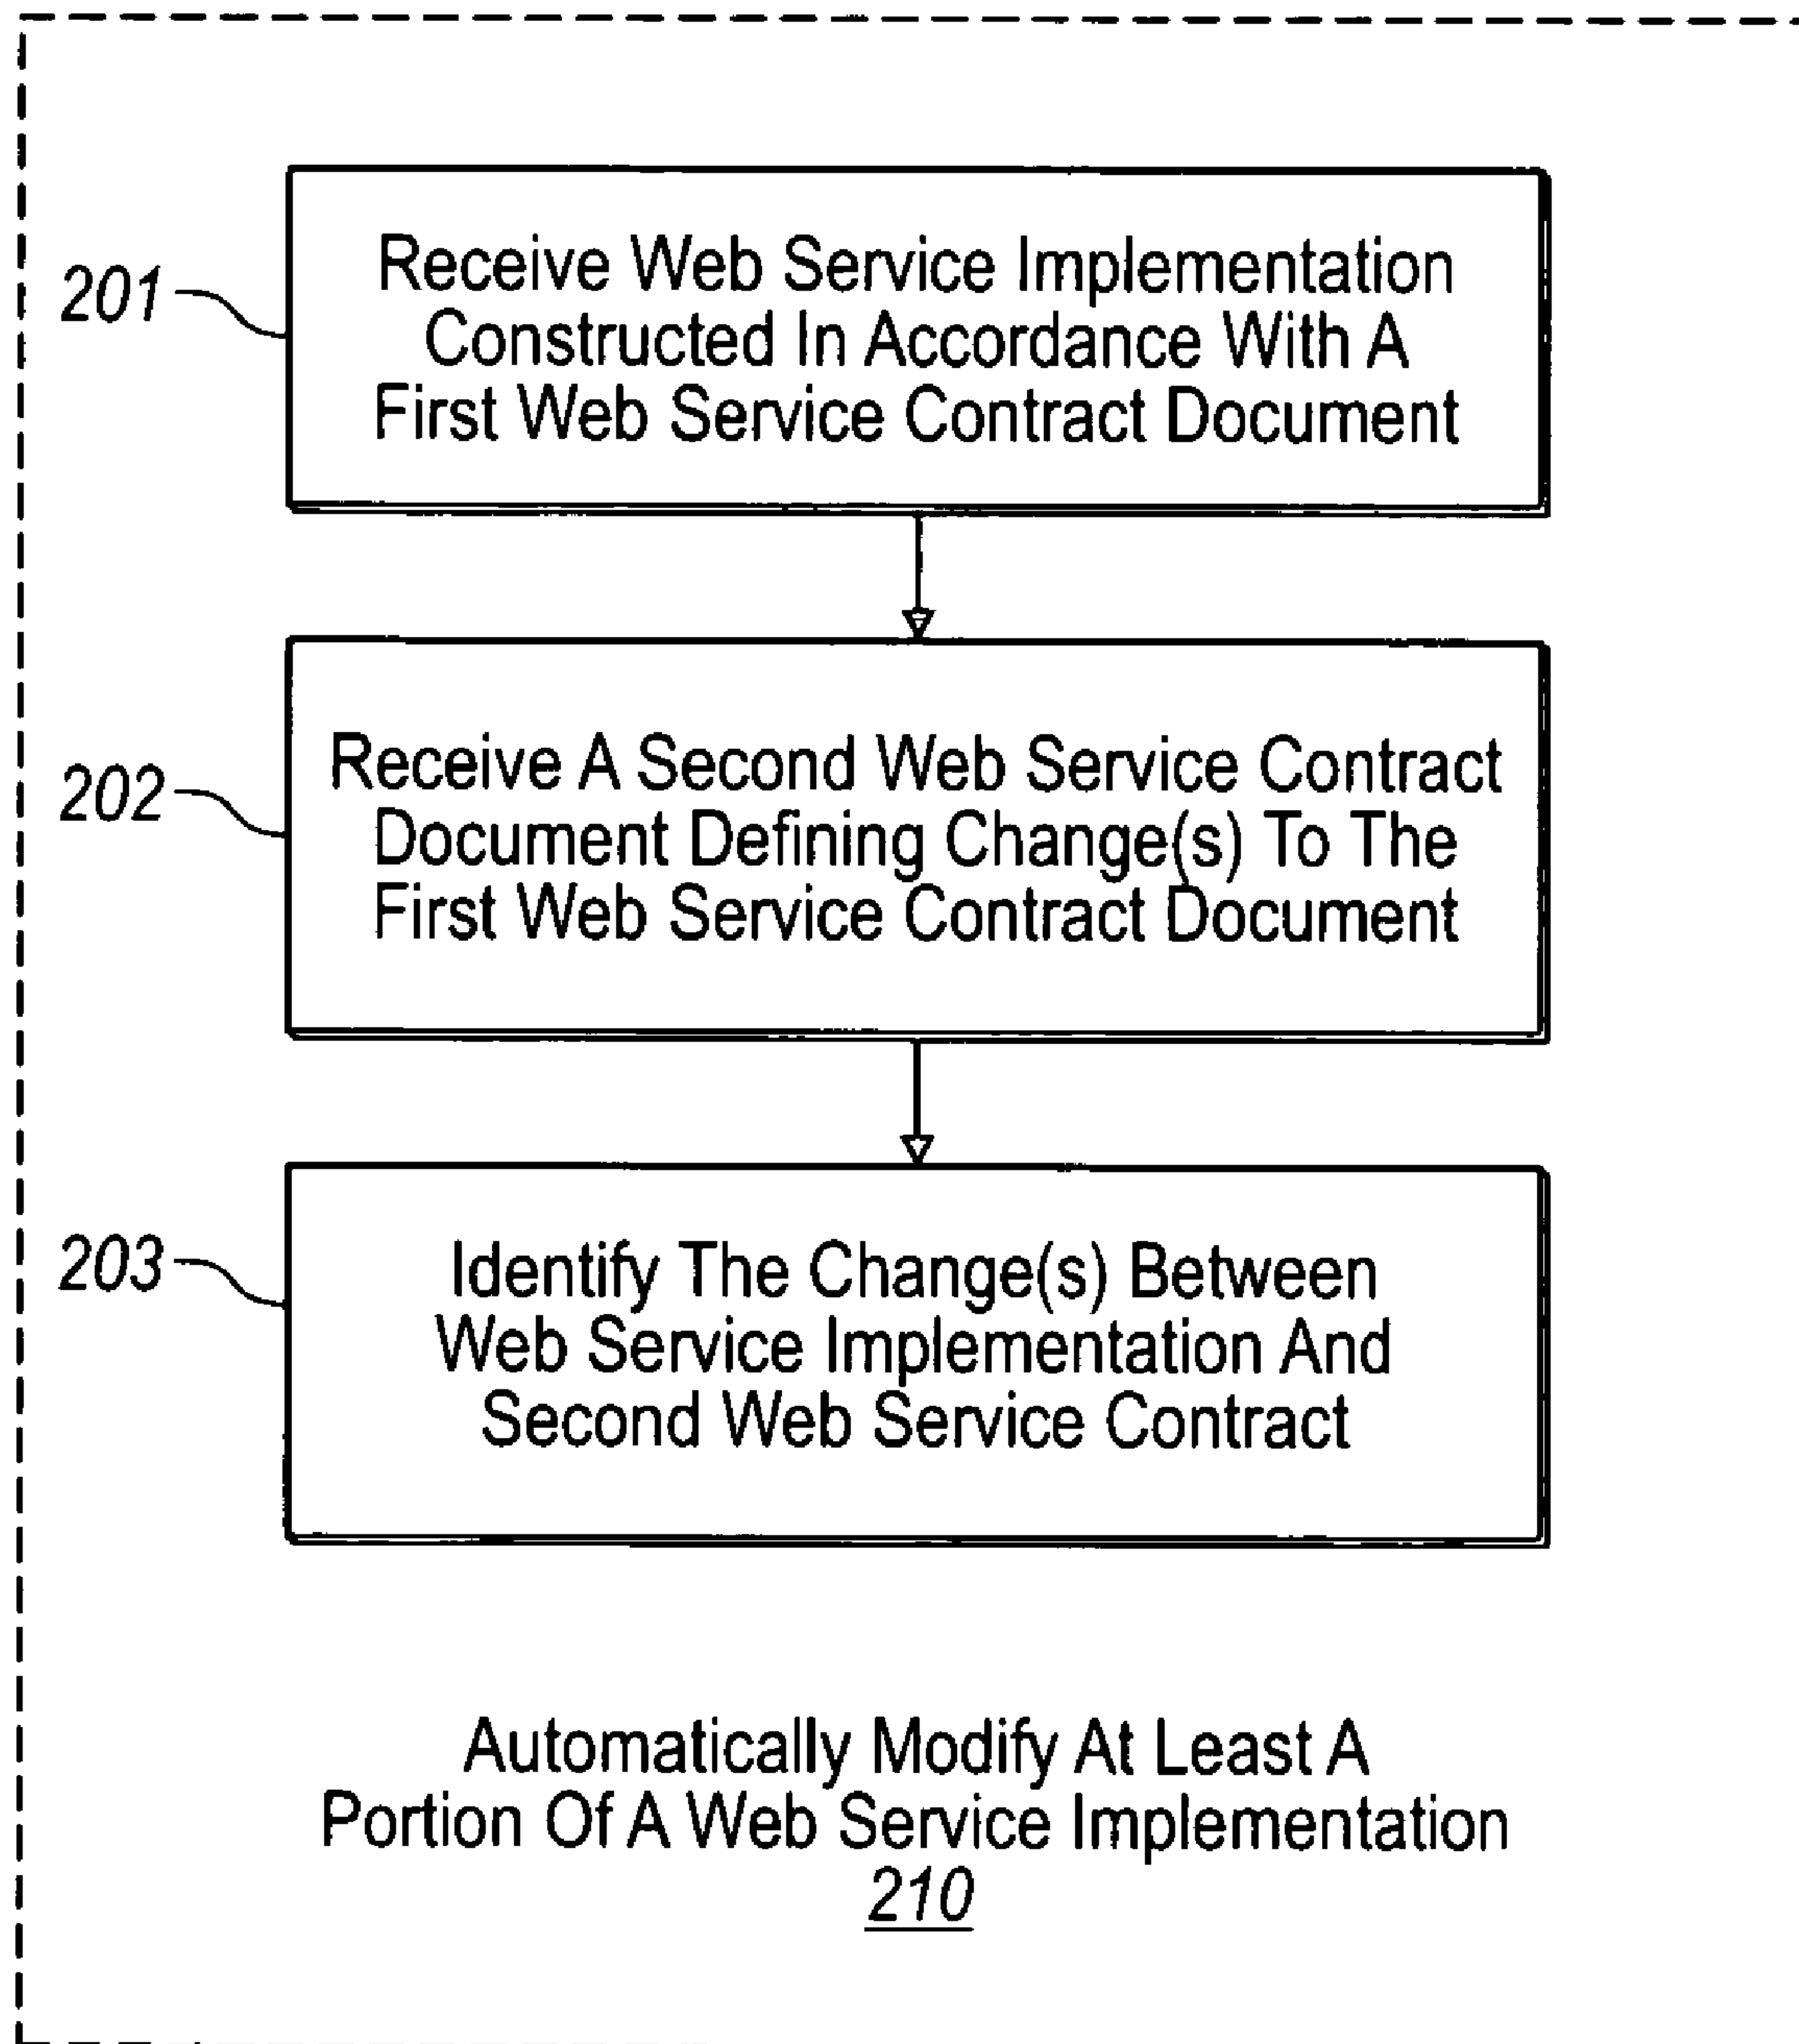 201
Receive Web Service Implementation
Constructed In Accordance With A
First Web Service Contract Document
202
Receive A Second Web Service Contract
Document Defining Change(s) To The
First Web Service Contract Document
203
Identify The Change(s) Between
Web Service Implementation And
Second Web Service Contract
Automatically Modify At Least A
Portion Of A Web Service Implementation
210